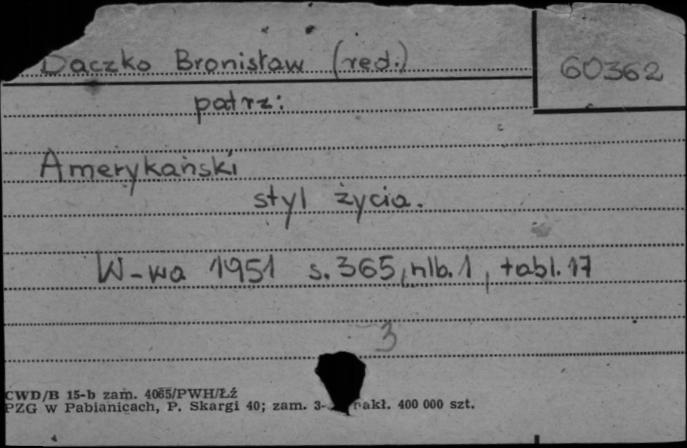 Daczko Bronisław (red.)
60362
patrz:
Amerykański
styl życia.
W-wa 1951 s. 365, nlb. 1, tabl. 17
3
CWD/B 15-b zam. 4065/PWH/Łź
PZG w Pabianicach, P. Skargi 40; zam. 3- nakł. 400 000 szt.